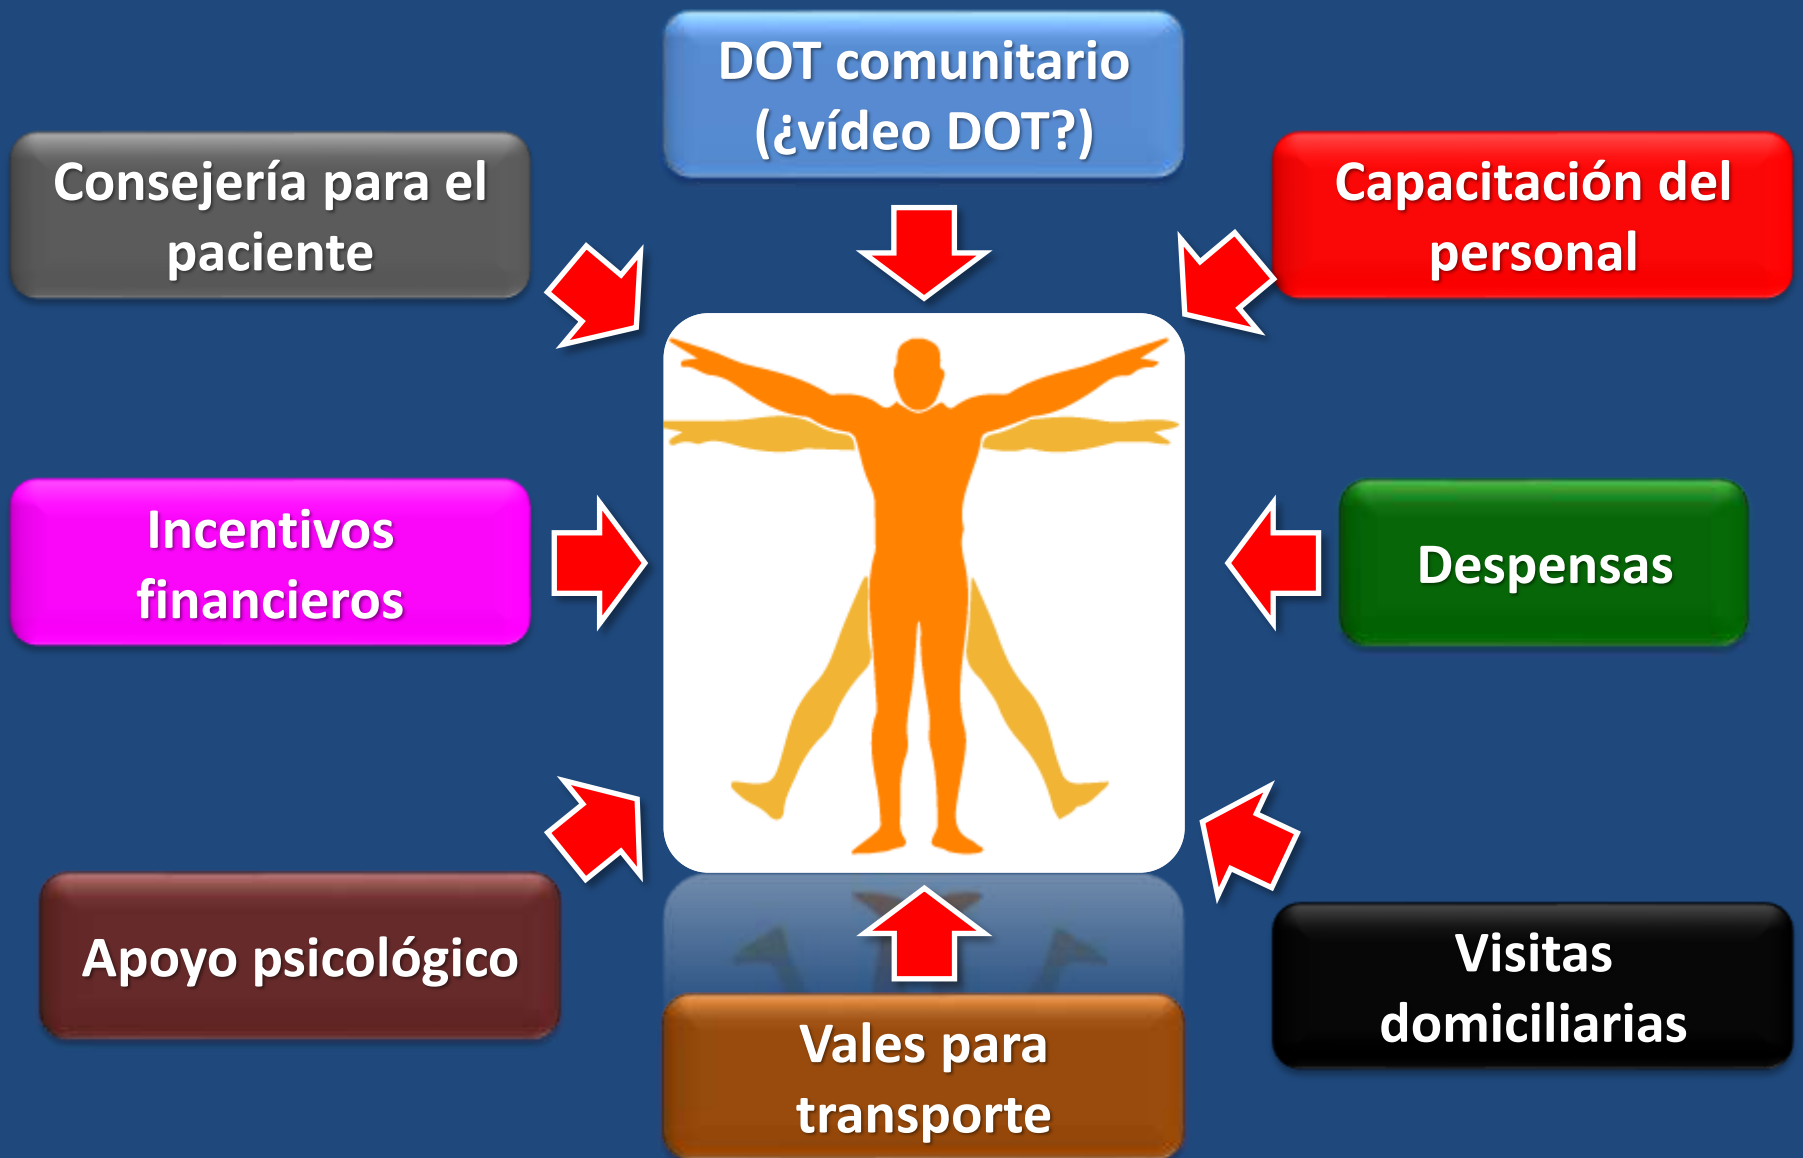 DOT comunitario
(¿vídeo DOT?)
Consejería para el
paciente
Capacitación del
personal
Incentivos
financieros
Despensas
Apoyo psicológico
Visitas
domiciliarias
Vales para
transporte